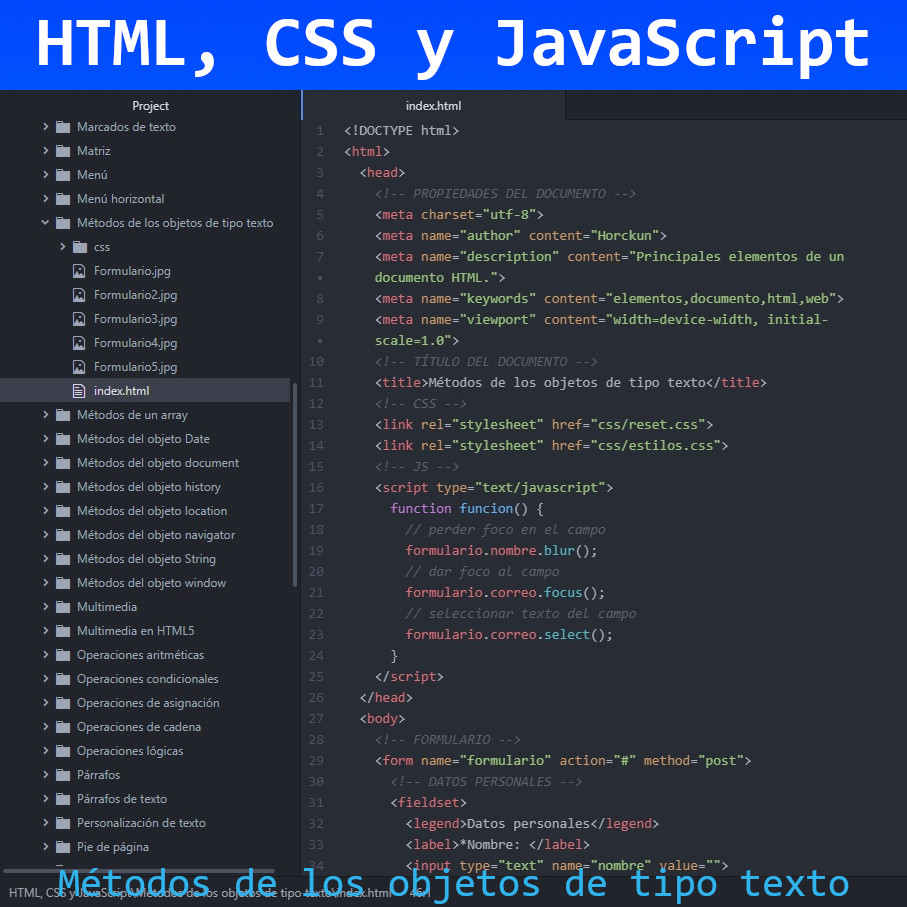 HTML, CSS y JavaScript
Project
Marcados de texto
Matriz
Menú
Menú horizontal
Métodos de los objetos de tipo texto
css
Formulario.jpg
Formulario2.jpg
Formulario3.jpg
Formulario4.jpg
Formulario5.jpg
index.html
Métodos de un array
Métodos del objeto Date
Métodos del objeto document
Métodos del objeto history
Métodos del objeto location
Métodos del objeto navigator
Métodos del objeto String
Métodos del objeto window
Multimedia
Multimedia en HTML5
Operaciones aritméticas
Operaciones condicionales
Operaciones de asignación
Operaciones de cadena
Operaciones lógicas
Párrafos
Párrafos de texto
Personalización de texto
Pie de página
index.html
1 <!DOCTYPE html>
2 <html>
3 <head>
4 <!-- PROPIEDADES DEL DOCUMENTO -->
5 <meta charset="utf-8">
6 <meta name="author" content="Horckun">
7 <meta name="description" content="Principales elementos de un
• documento HTML.">
8 <meta name="keywords" content="elementos,documento,html,web">
9 <meta name="viewport" content="width=device-width, initial-
• scale=1.0">
10 <!-- TÍTULO DEL DOCUMENTO -->
11 <title>Métodos de los objetos de tipo texto</title>
12 <!-- CSS -->
13 <link rel="stylesheet" href="css/reset.css">
14 <link rel="stylesheet" href="css/estilos.css">
15 <!-- JS -->
16 <script type="text/javascript">
17 function funcion() {
18 // perder foco en el campo
19 formulario.nombre.blur();
20 // dar foco al campo
21 formulario.correo.focus();
22 // seleccionar texto del campo
23 formulario.correo.select();
24 }
25 </script>
26 </head>
27 <body>
28 <!-- FORMULARIO -->
29 <form name="formulario" action="#" method="post">
30 <!-- DATOS PERSONALES -->
31 <fieldset>
32 <legend>Datos personales</legend>
33 <label>*Nombre: </label>
34 <input type="text" name="nombre" value="">
HTML, CSS y JavaScript\Métodos de los objetos de tipo texto\index.html
Métodos de los objetos de tipo texto